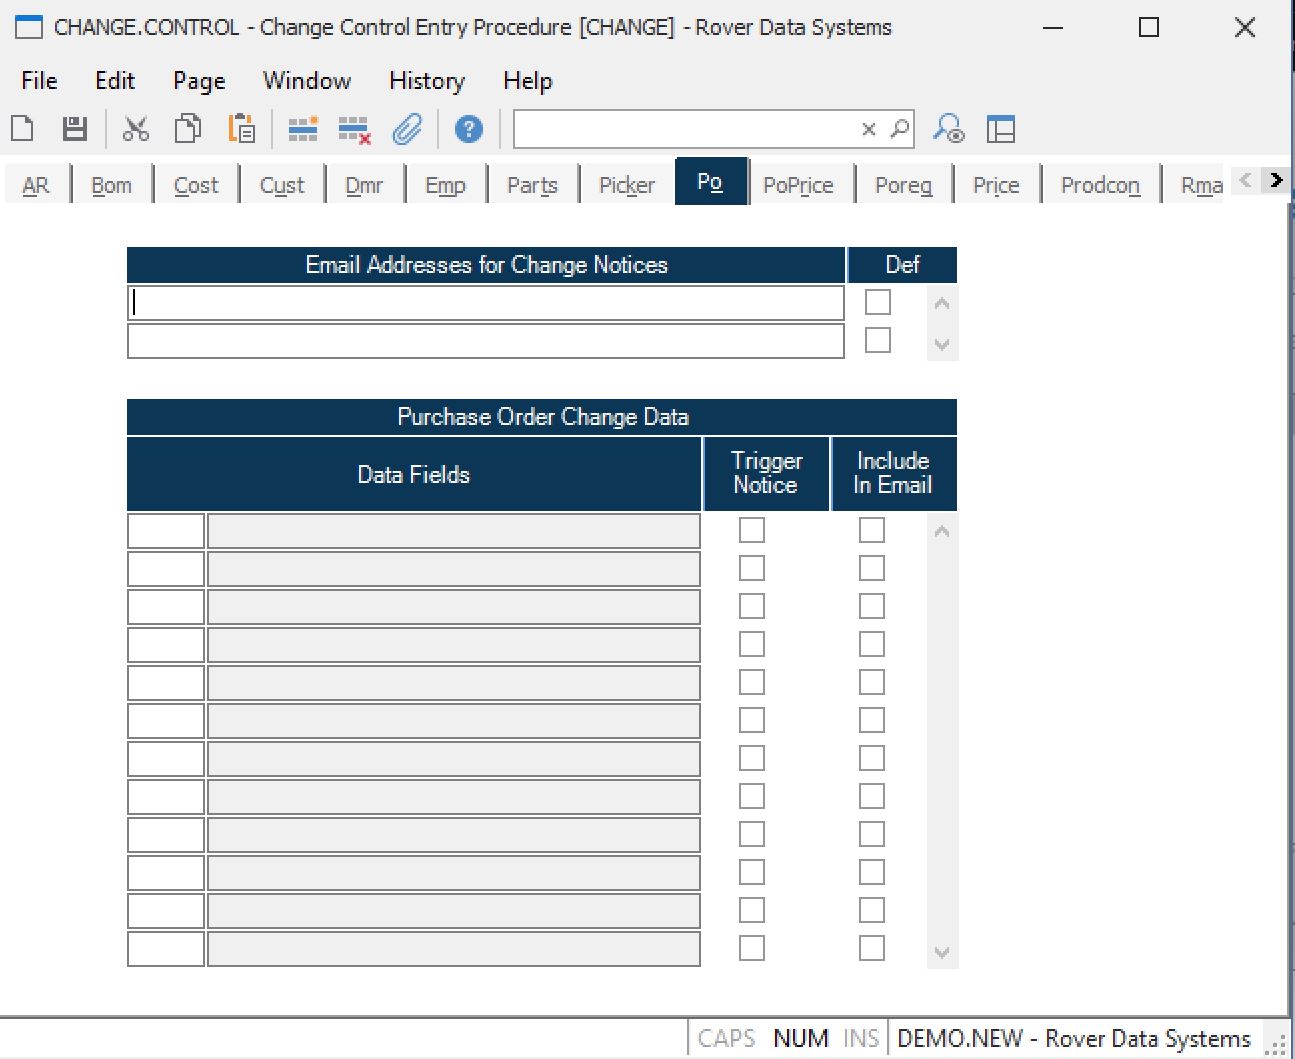 CHANGE.CONTROL - Change Control Entry Procedure [CHANGE] - Rover Data Systems
File Edit Page Window History Help
AR Bom Cost Cust Dmr Emp Parts Picker Po PoPrice Poreg Price Prodcon Rma
Email Addresses for Change Notices Def
Purchase Order Change Data
Data Fields Trigger Notice Include In Email
CAPS NUM INS DEMO.NEW - Rover Data Systems